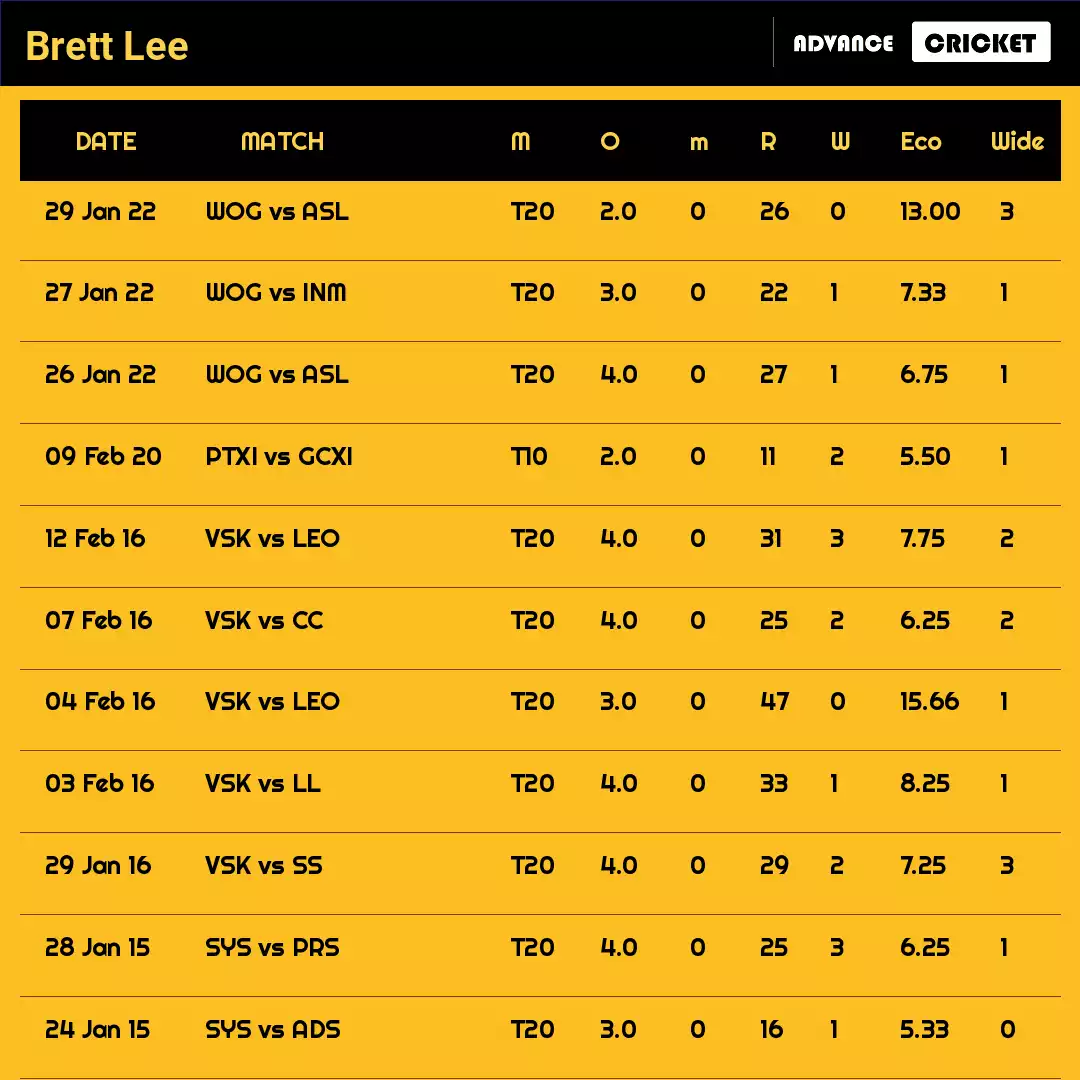 Brett Lee ADVANCE CRICKET
DATE MATCH M O m R W Eco Wide
29 Jan 22 WOG vs ASL T20 2.0 0 26 0 13.00 3
27 Jan 22 WOG vs INM T20 3.0 0 22 1 7.33 1
26 Jan 22 WOG vs ASL T20 4.0 0 27 1 6.75 1
09 Feb 20 PTXI vs GCXI T10 2.0 0 11 2 5.50 1
12 Feb 16 VSK vs LEO T20 4.0 0 31 3 7.75 2
07 Feb 16 VSK vs CC T20 4.0 0 25 2 6.25 2
04 Feb 16 VSK vs LEO T20 3.0 0 47 0 15.66 1
03 Feb 16 VSK vs LL T20 4.0 0 33 1 8.25 1
29 Jan 16 VSK vs SS T20 4.0 0 29 2 7.25 3
28 Jan 15 SYS vs PRS T20 4.0 0 25 3 6.25 1
24 Jan 15 SYS vs ADS T20 3.0 0 16 1 5.33 0